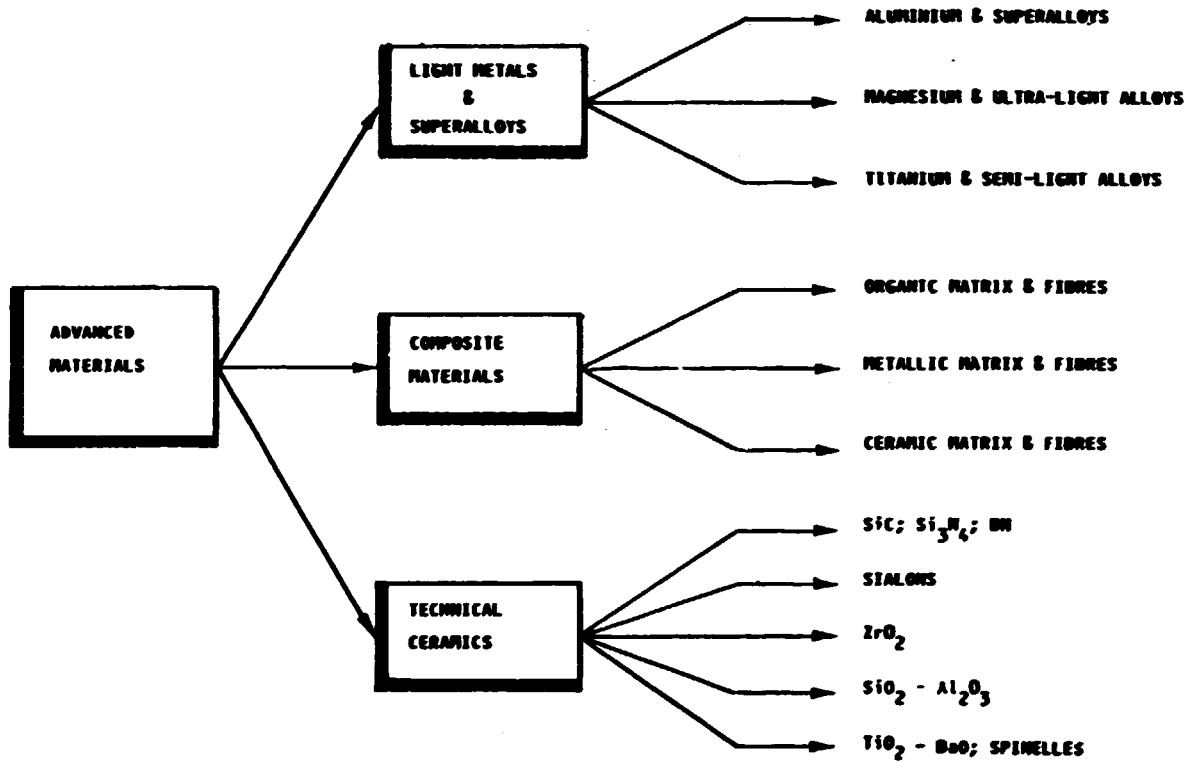 ADVANCED
MATERIALS
LIGHT METALS
&
SUPERALLOYS
ALUMINIUM & SUPERALLOYS
MAGNESIUM & ULTRA-LIGHT ALLOYS
TITANIUM & SEMI-LIGHT ALLOYS
COMPOSITE
MATERIALS
ORGANIC MATRIX & FIBRES
METALLIC MATRIX & FIBRES
CERAMIC MATRIX & FIBRES
TECHNICAL
CERAMICS
SiC; Si₃N₄; BN
SIALONS
ZrO₂
SiO₂ - Al₂O₃
TiO₂ - BaO; SPINELLES